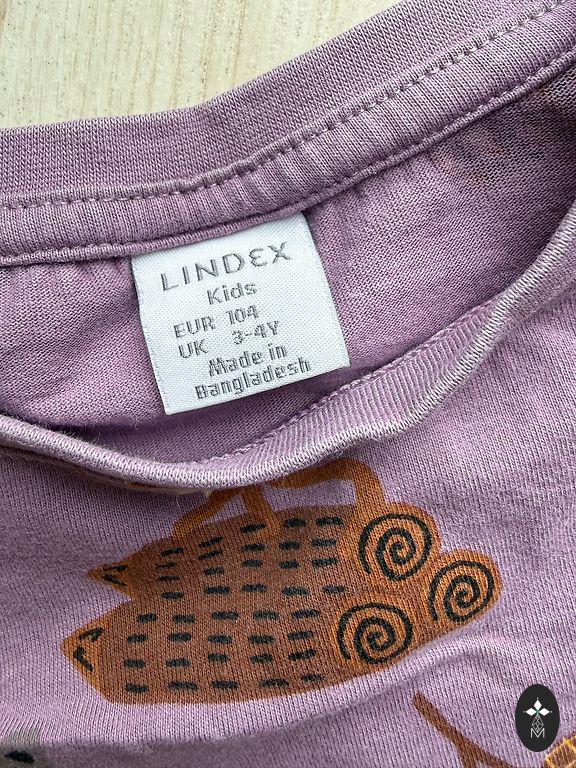 LINDEX
Kids
EUR 104
UK 3-4Y
Made in
Bangladesh
M